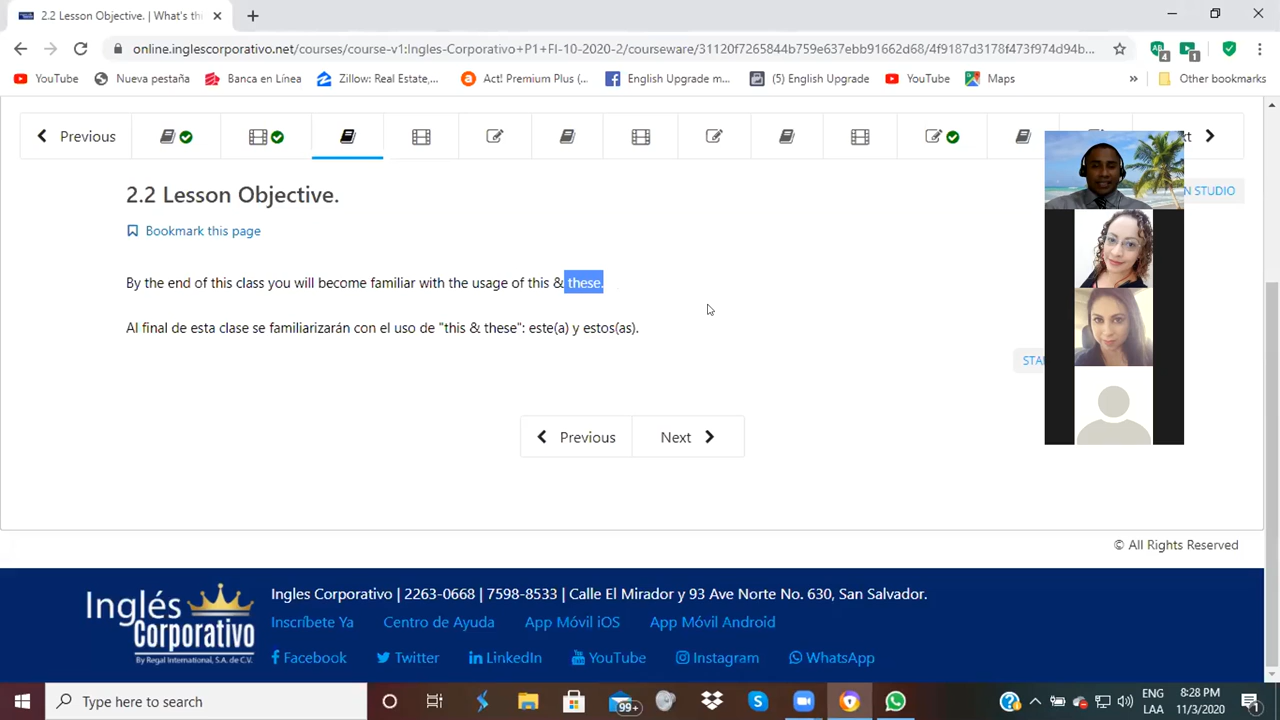 2.2 Lesson Objective. | What's thi
online.inglescorporativo.net/courses/course-v1:Ingles-Corporativo+P1+FI-10-2020-2/courseware/31120f7265844b759e637ebb91662d68/4f9187d3178f473f974d94b...
4
1
YouTube
Nueva pestaña
Banca en Línea
Zillow: Real Estate,...
Act! Premium Plus (...
English Upgrade m...
(5) English Upgrade
YouTube
Maps
»
Other bookmarks
Previous
N STUDIO
2.2 Lesson Objective.
Bookmark this page
By the end of this class you will become familiar with the usage of this & these.
Al final de esta clase se familiarizarán con el uso de "this & these": este(a) y estos(as).
STA
Previous
Next
© All Rights Reserved
Inglés Corporativo
By Regal International, S.A. de C.V.
Ingles Corporativo | 2263-0668 | 7598-8533 | Calle El Mirador y 93 Ave Norte No. 630, San Salvador.
Inscríbete Ya
Centro de Ayuda
App Móvil iOS
App Móvil Android
Facebook
Twitter
LinkedIn
YouTube
Instagram
WhatsApp
Type here to search
99+
ENG
LAA
8:28 PM
11/3/2020
1